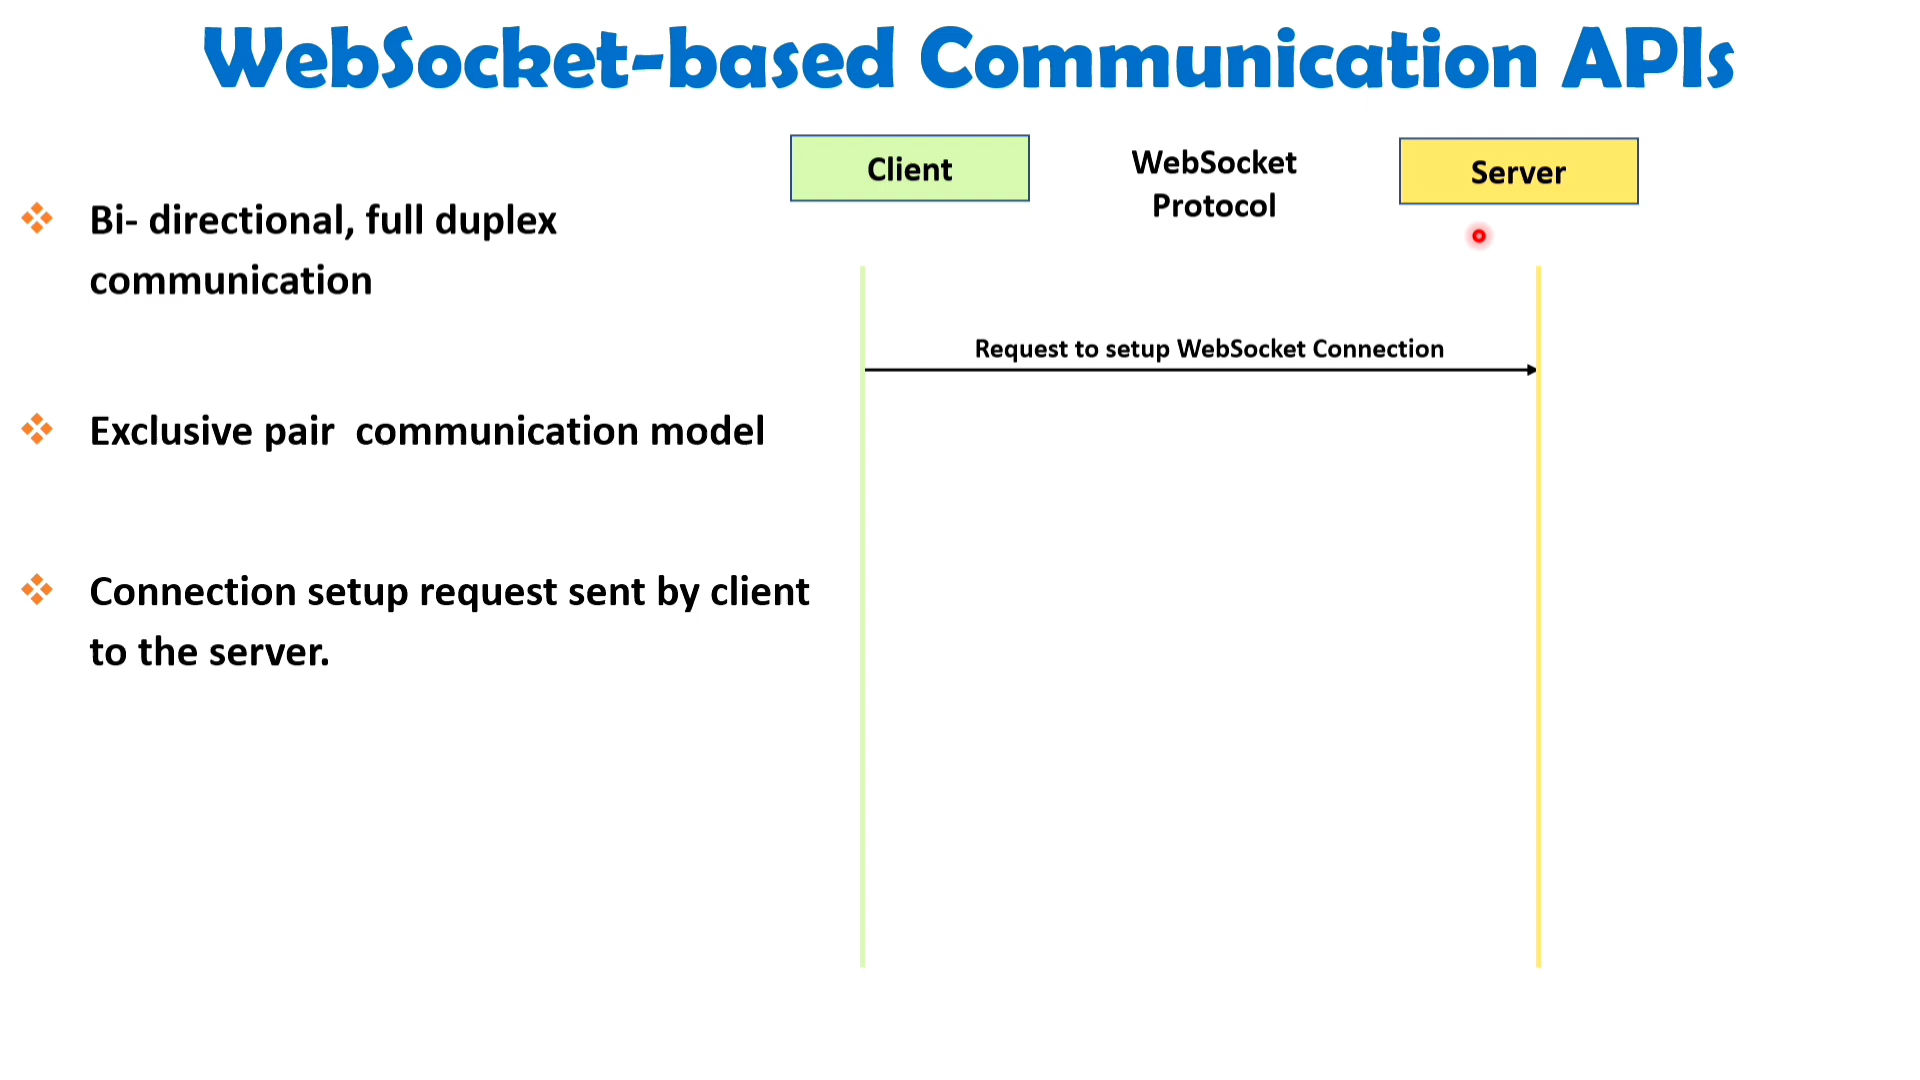 WebSocket-based Communication APIs
Client
WebSocket
Protocol
Server
Bi- directional, full duplex
communication
Request to setup WebSocket Connection
Exclusive pair  communication model
Connection setup request sent by client
to the server.